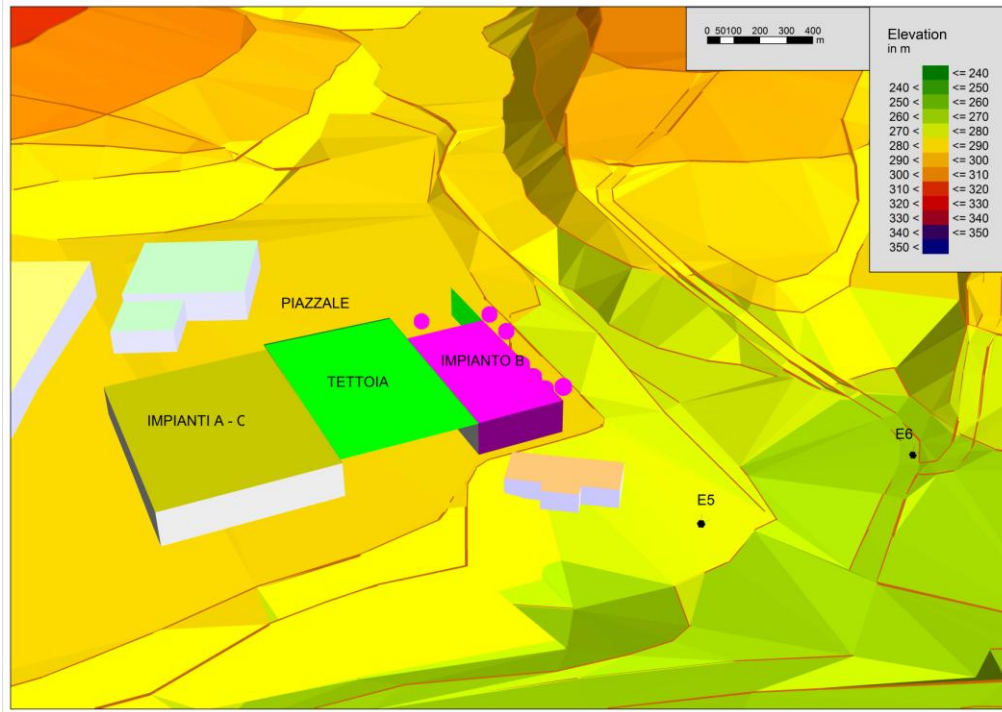 0 50100 200 300 400
m
Elevation
in m
<= 240
240 < <= 250
250 < <= 260
260 < <= 270
270 < <= 280
280 < <= 290
290 < <= 300
300 < <= 310
310 < <= 320
320 < <= 330
330 < <= 340
340 < <= 350
350 <
PIAZZALE
IMPIANTO B
TETTOIA
IMPIANTI A - C
E6
E5